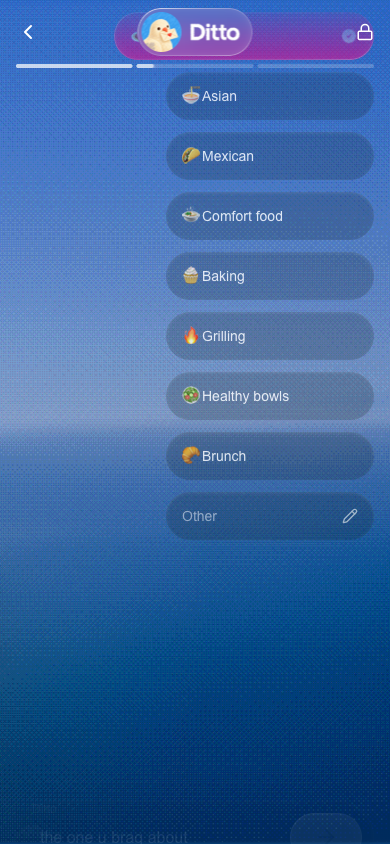 Ditto
Asian
Mexican
Comfort food
Baking
Grilling
Healthy bowls
Brunch
Other
the one u brag about